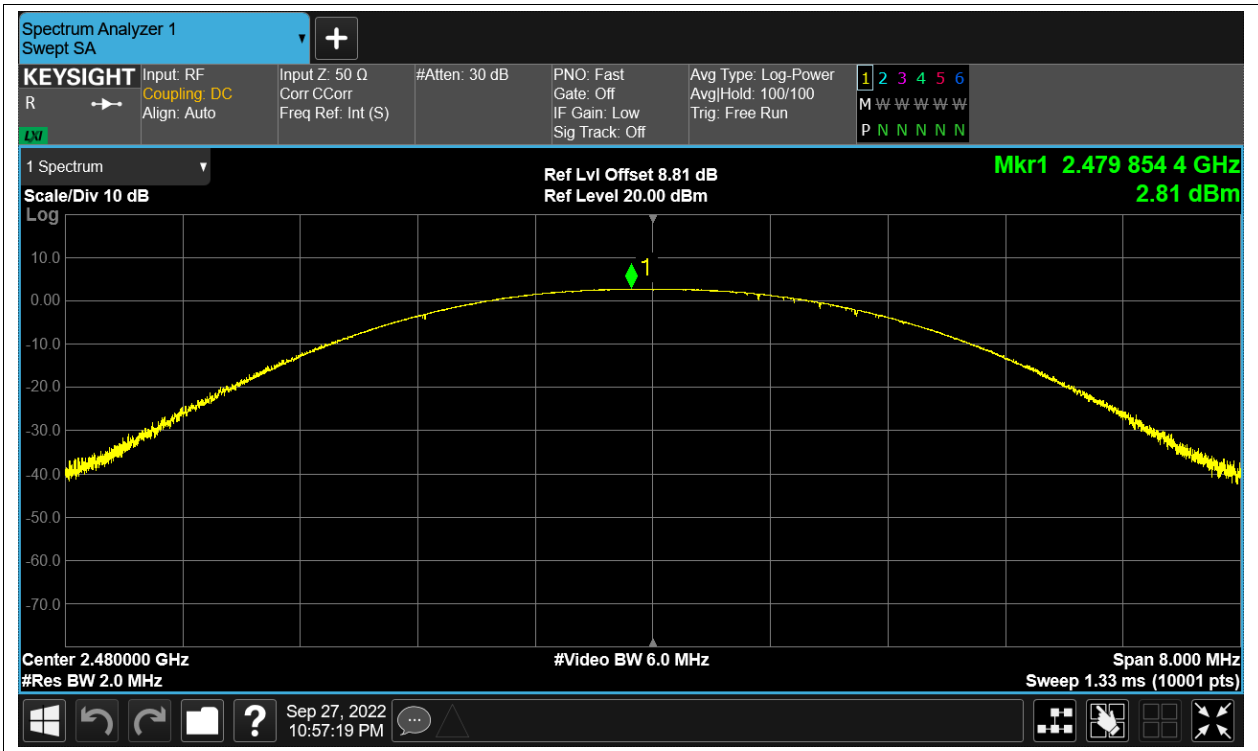 Spectrum Analyzer 1
Swept SA
+
KEYSIGHT
R
LXI
Input: RF
Coupling: DC
Align: Auto
Input Z: 50 Ω
Corr CCorr
Freq Ref: Int (S)
#Atten: 30 dB
PNO: Fast
Gate: Off
IF Gain: Low
Sig Track: Off
Avg Type: Log-Power
Avg|Hold: 100/100
Trig: Free Run
1 2 3 4 5 6
M W W W W W
P N N N N N
1 Spectrum
Scale/Div 10 dB
Log
Ref Lvl Offset 8.81 dB
Ref Level 20.00 dBm
Mkr1 2.479 854 4 GHz
2.81 dBm
1
10.0
0.00
-10.0
-20.0
-30.0
-40.0
-50.0
-60.0
-70.0
Center 2.480000 GHz
#Res BW 2.0 MHz
#Video BW 6.0 MHz
Span 8.000 MHz
Sweep 1.33 ms (10001 pts)
?
Sep 27, 2022
10:57:19 PM